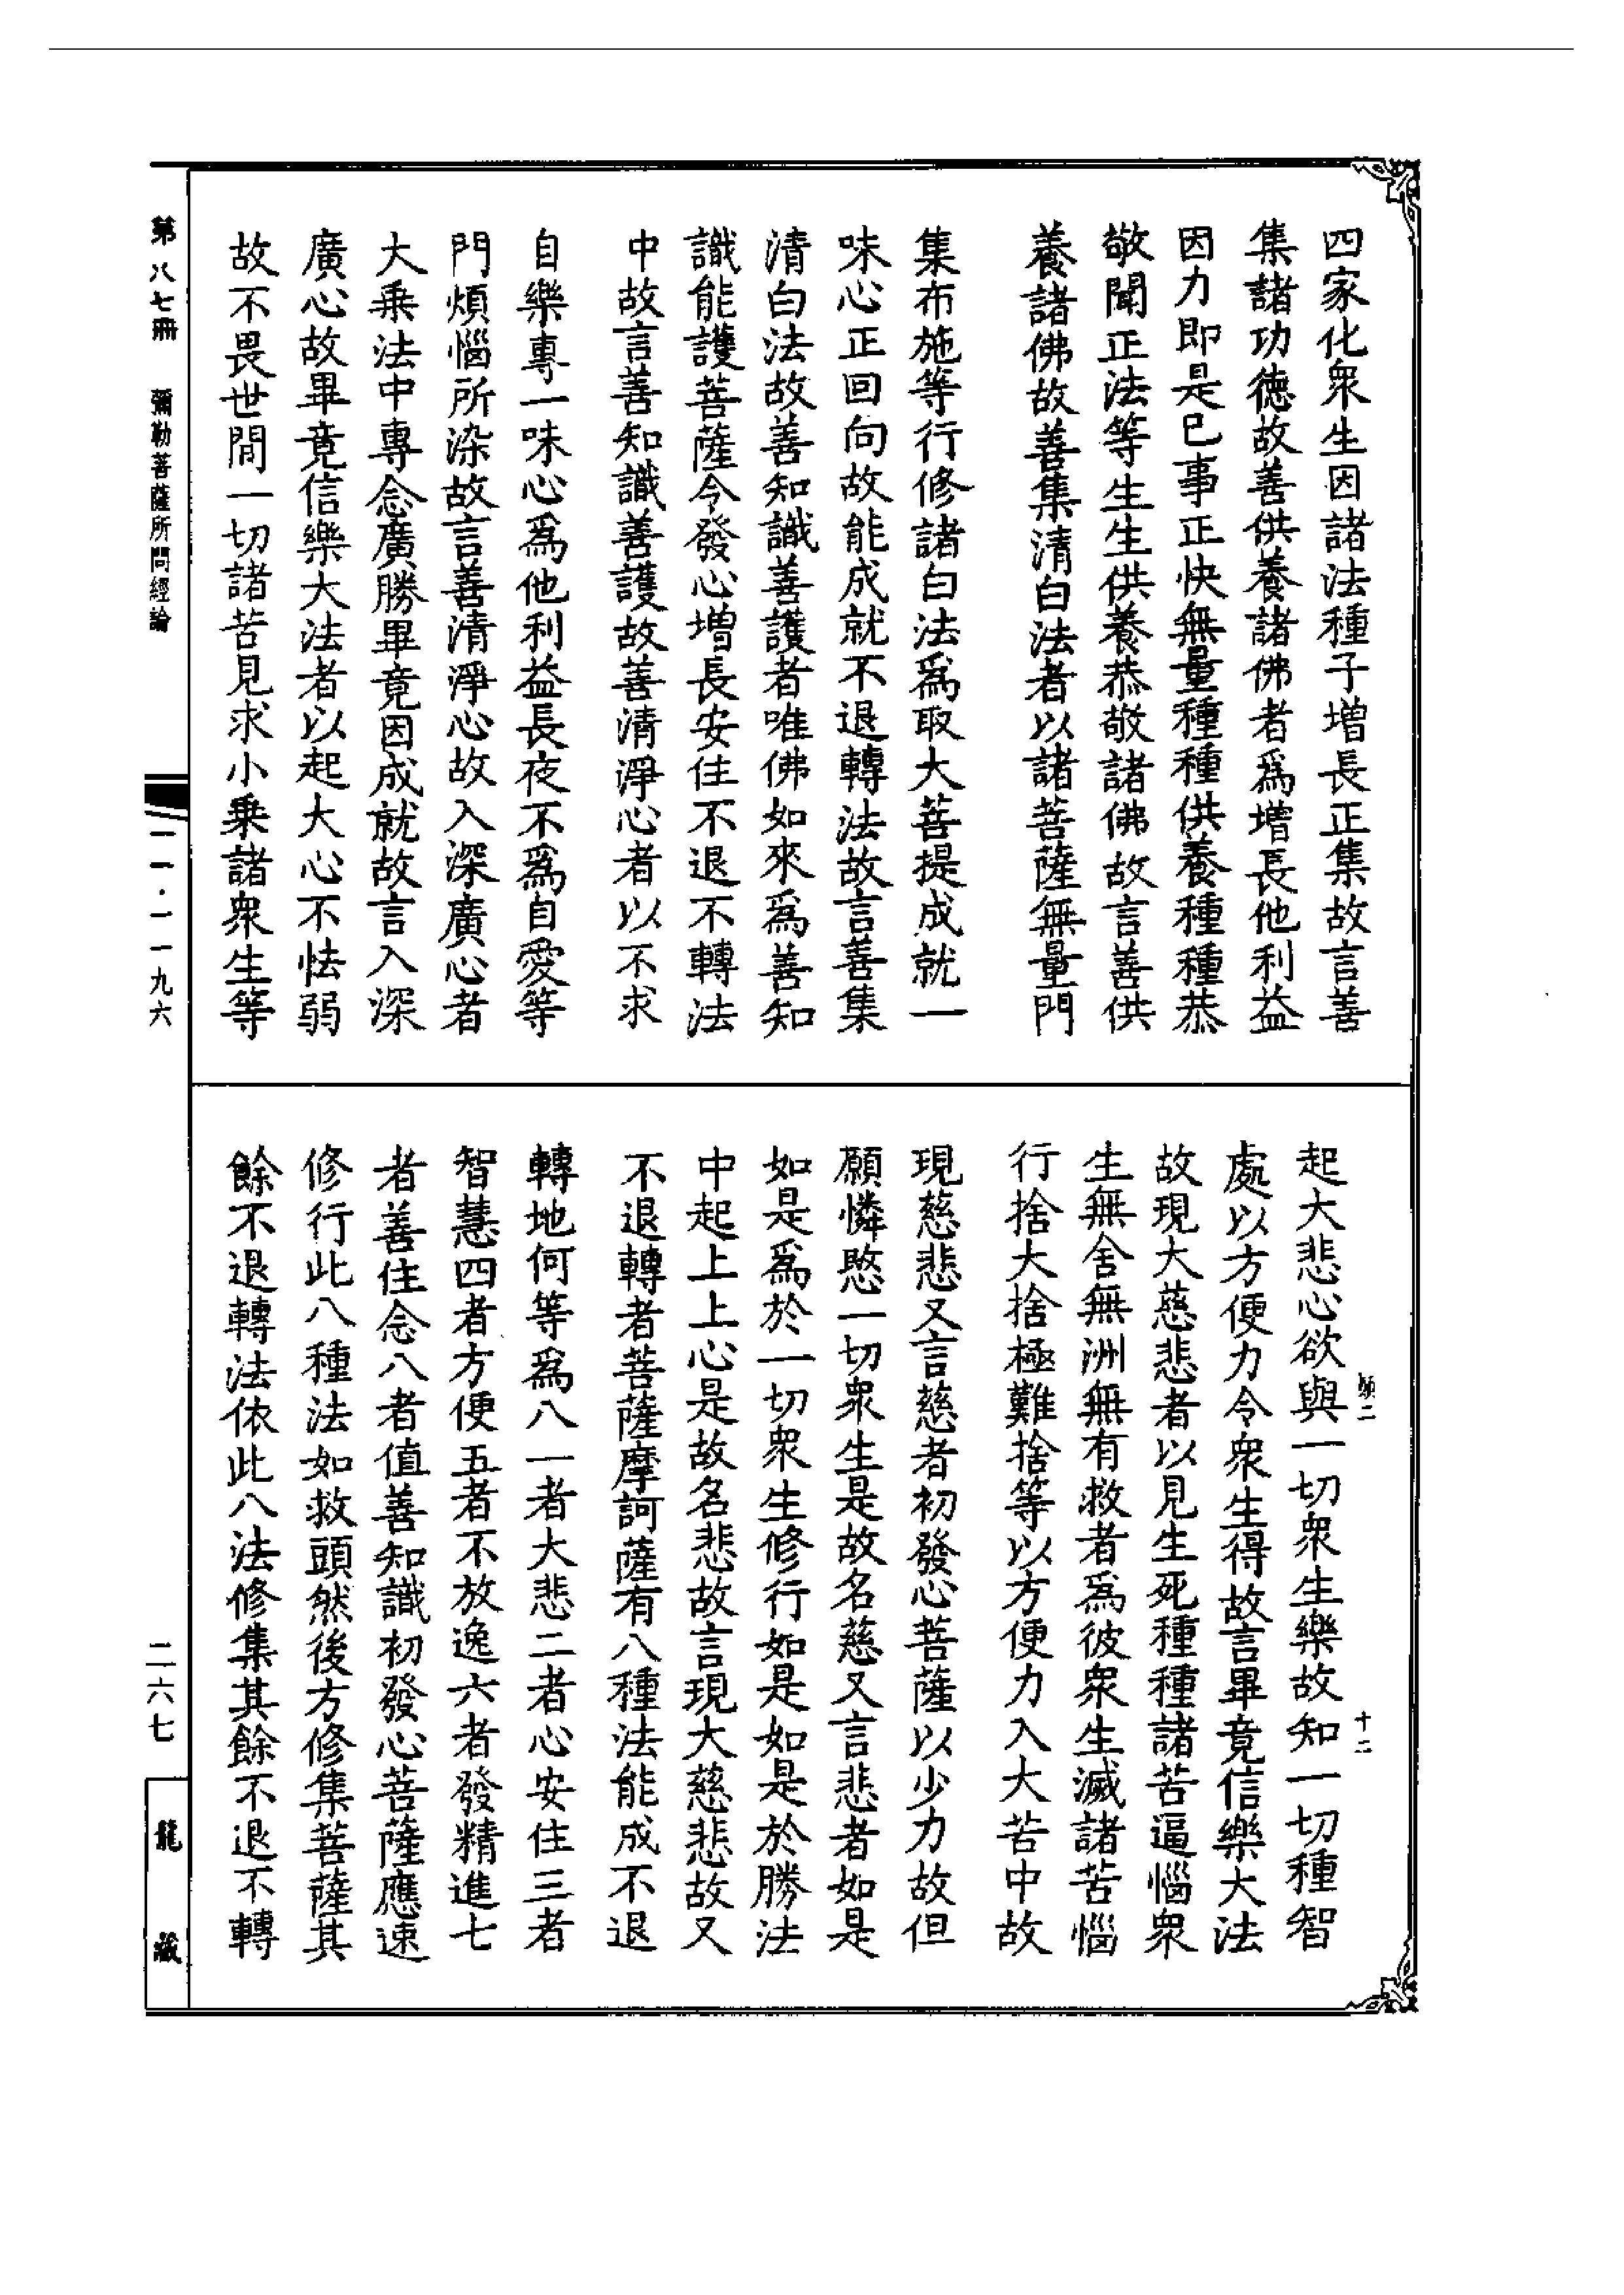 四家化衆生因諸法種子增長正集故言善
集諸功德故善供養諸佛者爲增長他利益
因力即是已事正快無量種種供養種種恭
敬聞正法等生生供養恭敬諸佛故言善供
養諸佛故善集清白法者以諸菩薩無量門
集布施等行修諸白法爲取大菩提成就一
味心正回向故能成就不退轉法故言善集
清白法故善知識善護者唯佛如來爲善知
識能護菩薩令發心增長安住不退不轉法
中故言善知識善護故善清淨心者以不求
自樂專一味心爲他利益長夜不爲自愛等
門煩惱所染故言善清淨心故入深廣心者
大乘法中專念廣勝畢竟因成就故言入深
廣心故畢竟信樂大法者以起大心不怯弱
故不畏世間一切諸苦見求小乘諸衆生等
起大悲心欲與一切衆生樂故知一切種智
處以方便力令衆生得故言畢竟信樂大法
故現大慈悲者以見生死種種諸苦逼惱衆
生無舍無洲無有救者爲彼衆生滅諸苦惱
行捨大捨極難捨等以方便力入大苦中故
現慈悲又言慈者初發心菩薩以少力故但
願憐愍一切衆生是故名慈又言悲者如是
如是爲於一切衆生修行如是如是於勝法
中起上上心是故名悲故言現大慈悲故又
不退轉者菩薩摩訶薩有八種法能成不退
轉地何等爲八一者大悲二者心安住三者
智慧四者方便五者不放逸六者發精進七
者善住念八者值善知識初發心菩薩應速
修行此八種法如救頭然後方修集菩薩其
餘不退轉法依此八法修集其餘不退不轉
十二
第八七冊 彌勒菩薩所問經論
一一·一一九六
二六七
龍藏